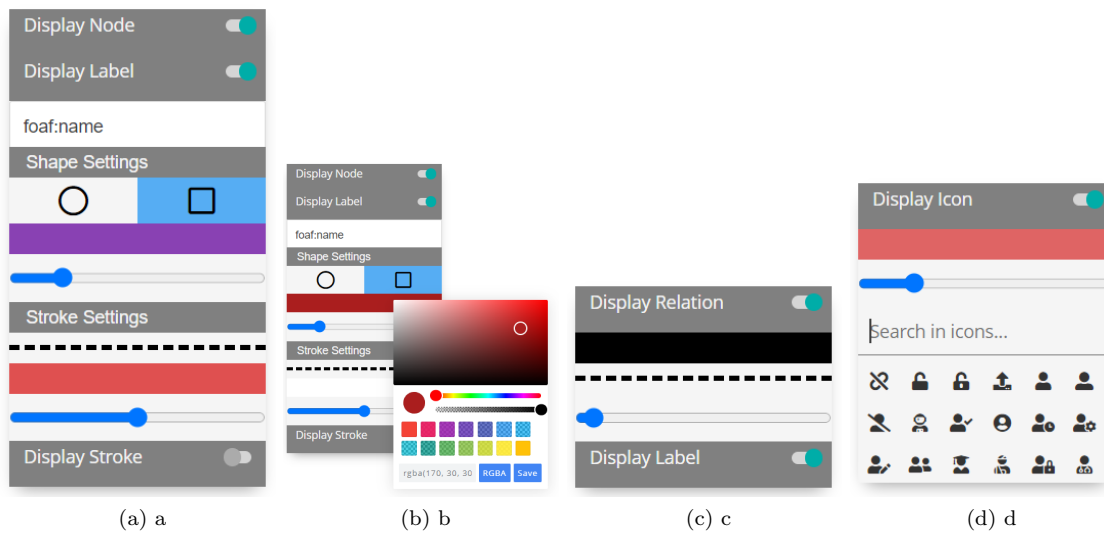 Display Node
Display Label
foaf:name
Shape Settings
Stroke Settings
Display Stroke
(a) a
Display Node
Display Label
foaf:name
Shape Settings
Stroke Settings
Display Stroke
rgba(170, 30, 30
RGBA
Save
(b) b
Display Relation
Display Label
(c) c
Display Icon
Search in icons...
(d) d